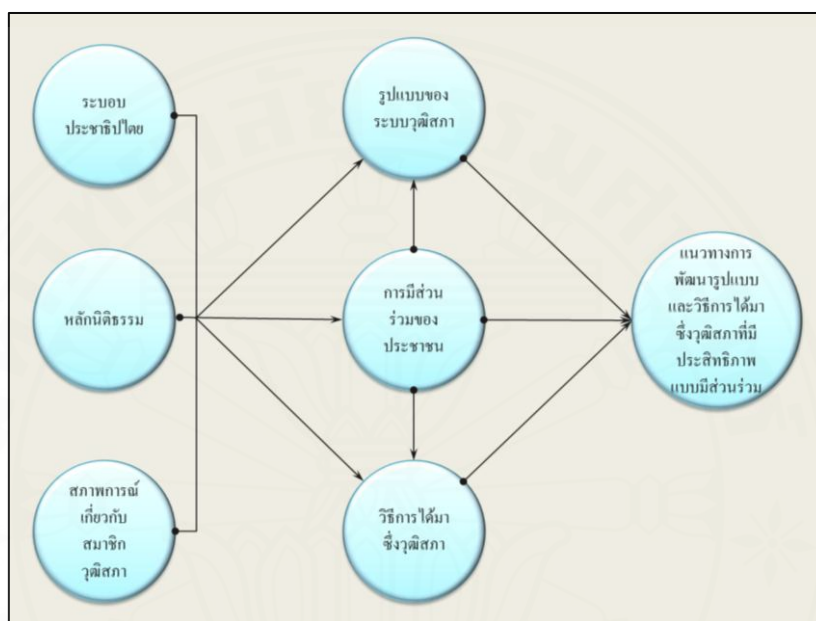 ระบอบ
ประชาธิปไตย
หลักนิติธรรม
สภาพการณ์
เกี่ยวกับ
สมาชิก
วุฒิสภา
รูปแบบของ
ระบบวุฒิสภา
การมีส่วน
ร่วมของ
ประชาชน
วิธีการได้มา
ซึ่งวุฒิสภา
แนวทางการ
พัฒนารูปแบบ
และวิธีการได้มา
ซึ่งวุฒิสภาที่มี
ประสิทธิภาพ
แบบมีส่วนร่วม